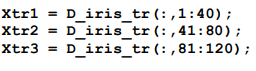 Xtr1 = D_iris_tr(:,1:40);
Xtr2 = D_iris_tr(:,41:80);
Xtr3 = D_iris_tr(:,81:120);